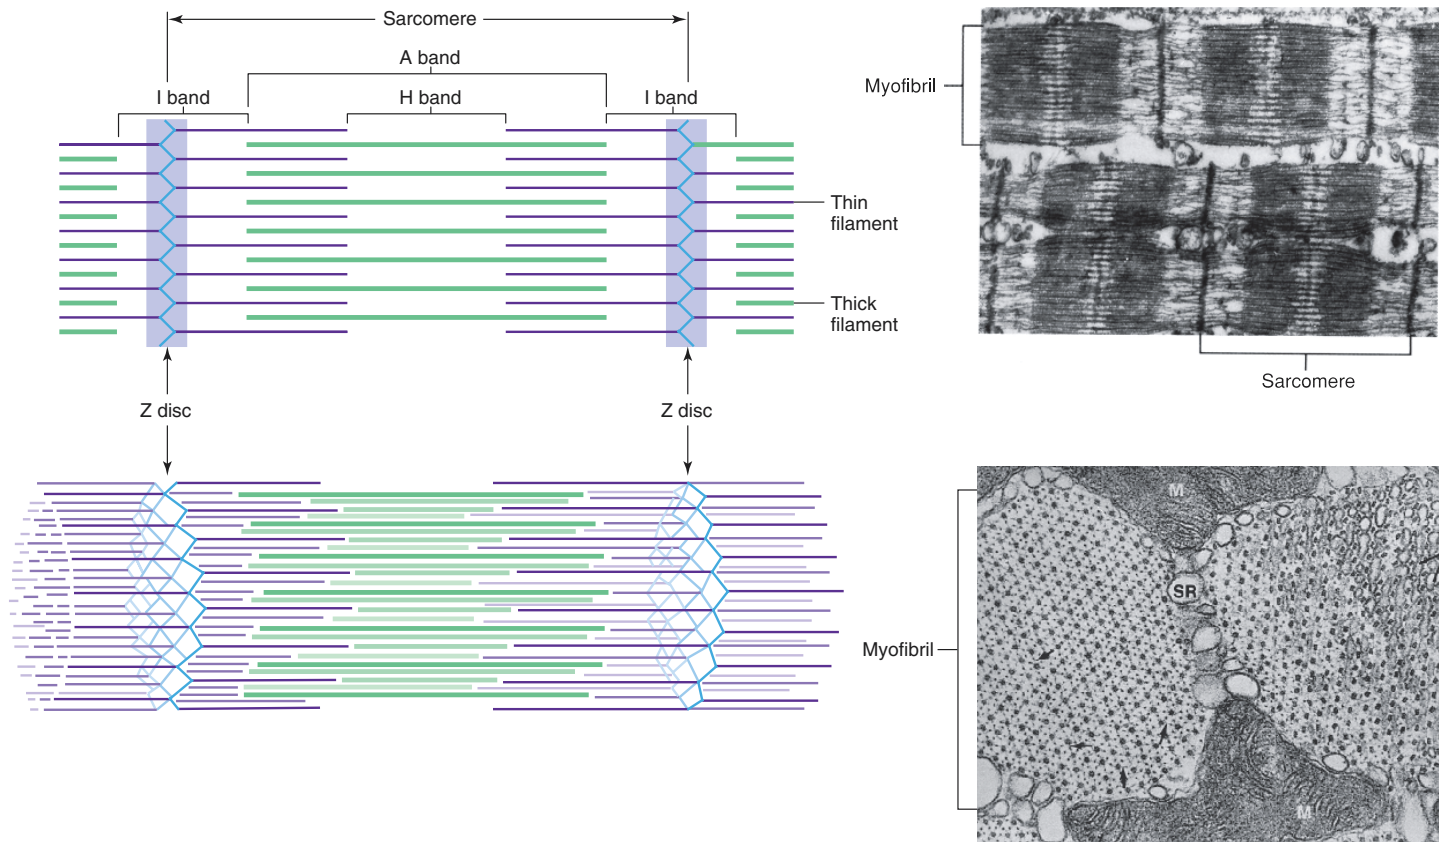 Sarcomere
A band
I band
H band
I band
Thin
filament
Thick
filament
Z disc
Z disc
Myofibril
Sarcomere
M
SR
Myofibril
M